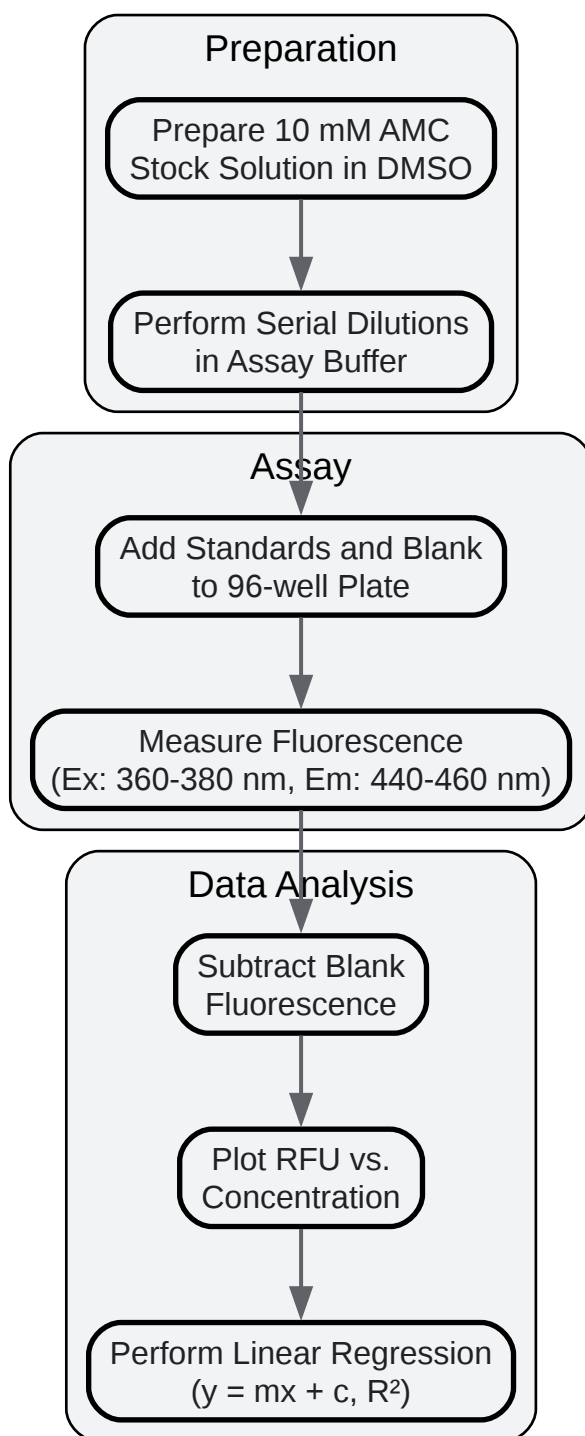 Preparation
Prepare 10 mM AMC
Stock Solution in DMSO
Perform Serial Dilutions
in Assay Buffer
Assay
Add Standards and Blank
to 96-well Plate
Measure Fluorescence
(Ex: 360-380 nm, Em: 440-460 nm)
Data Analysis
Subtract Blank
Fluorescence
Plot RFU vs.
Concentration
Perform Linear Regression
(y = mx + c, R²)